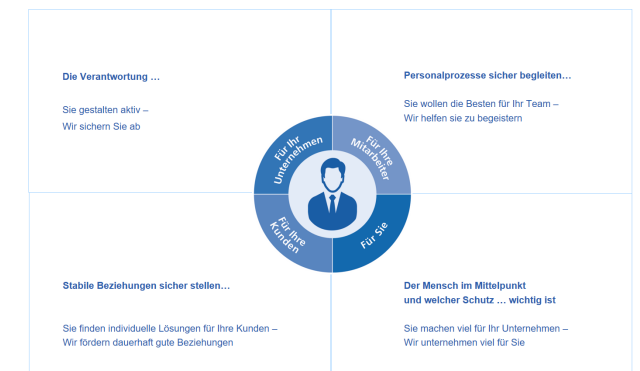 Die Verantwortung …
Sie gestalten aktiv –
Wir sichern Sie ab
Personalprozesse sicher begleiten…
Sie wollen die Besten für Ihr Team –
Wir helfen sie zu begeistern
Für Ihr
Unternehmen
Für Ihre
Mitarbeiter
Für Ihre
Kunden
Für Sie
Stabile Beziehungen sicher stellen…
Sie finden individuelle Lösungen für Ihre Kunden –
Wir fördern dauerhaft gute Beziehungen
Der Mensch im Mittelpunkt
und welcher Schutz … wichtig ist
Sie machen viel für Ihr Unternehmen –
Wir unternehmen viel für Sie